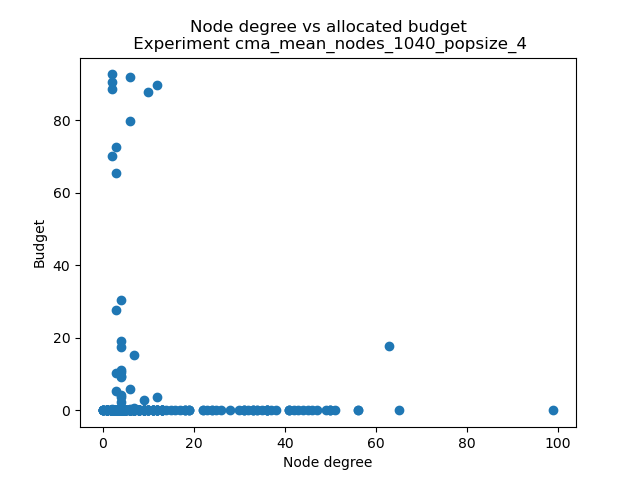 Node degree vs allocated budget
Experiment cma_mean_nodes_1040_popsize_4
Budget
80
60
40
20
0
0 20 40 60 80 100
Node degree